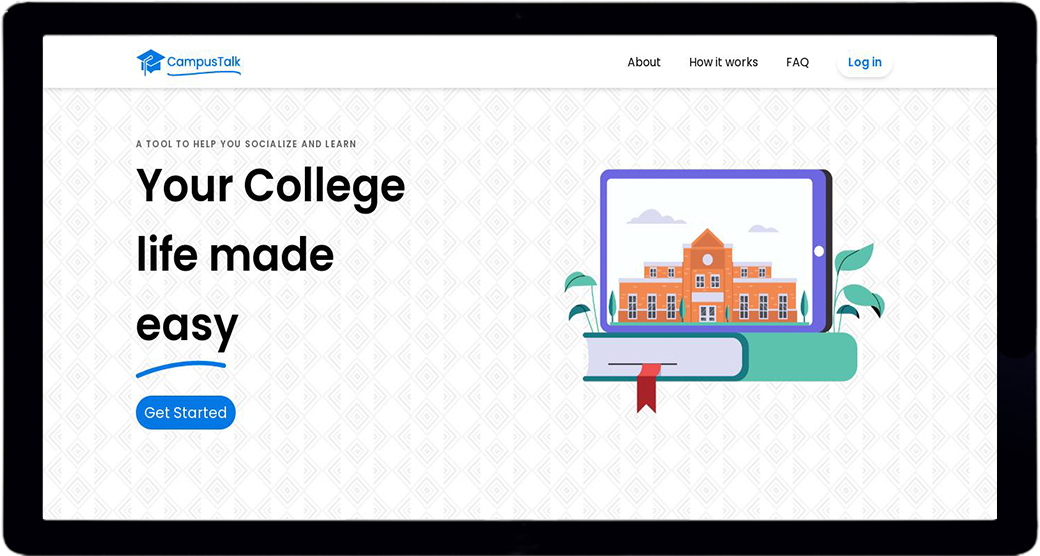 CampusTalk
About
How it works
FAQ
Log in
A TOOL TO HELP YOU SOCIALIZE AND LEARN
Your College
life made
easy
Get Started